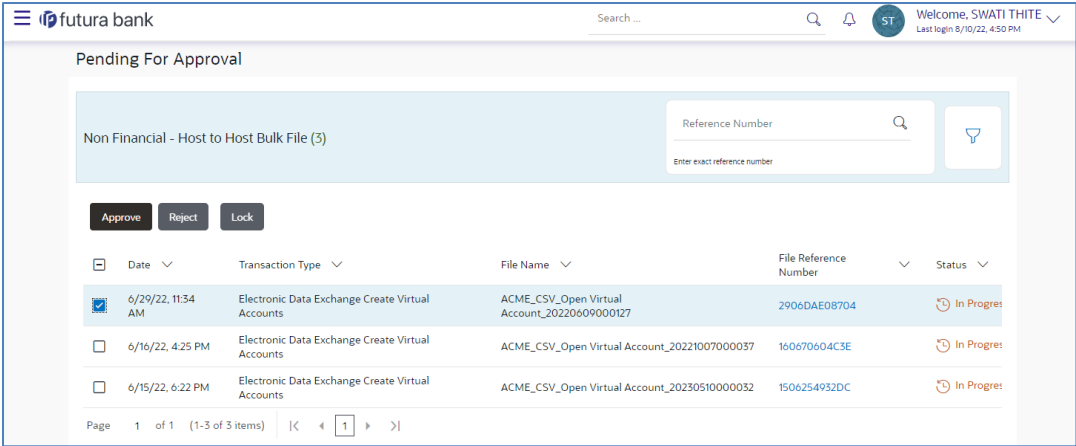 futura bank
Search ...
ST
Welcome, SWATI THITE
Last login 8/10/22, 4:50 PM
Pending For Approval
Non Financial - Host to Host Bulk File (3)
Reference Number
Enter exact reference number
Approve Reject Lock
Date Transaction Type File Name File Reference Number Status
6/29/22, 11:34 AM
Electronic Data Exchange Create Virtual
Accounts
ACME_CSV_Open Virtual
Account_20220609000127
2906DAE08704
In Progres
6/16/22, 4:25 PM
Electronic Data Exchange Create Virtual
Accounts
ACME_CSV_Open Virtual Account_20221007000037
160670604C3E
In Progres
6/15/22, 6:22 PM
Electronic Data Exchange Create Virtual
Accounts
ACME_CSV_Open Virtual Account_20230510000032
1506254932DC
In Progres
Page 1 of 1 (1-3 of 3 items) 1